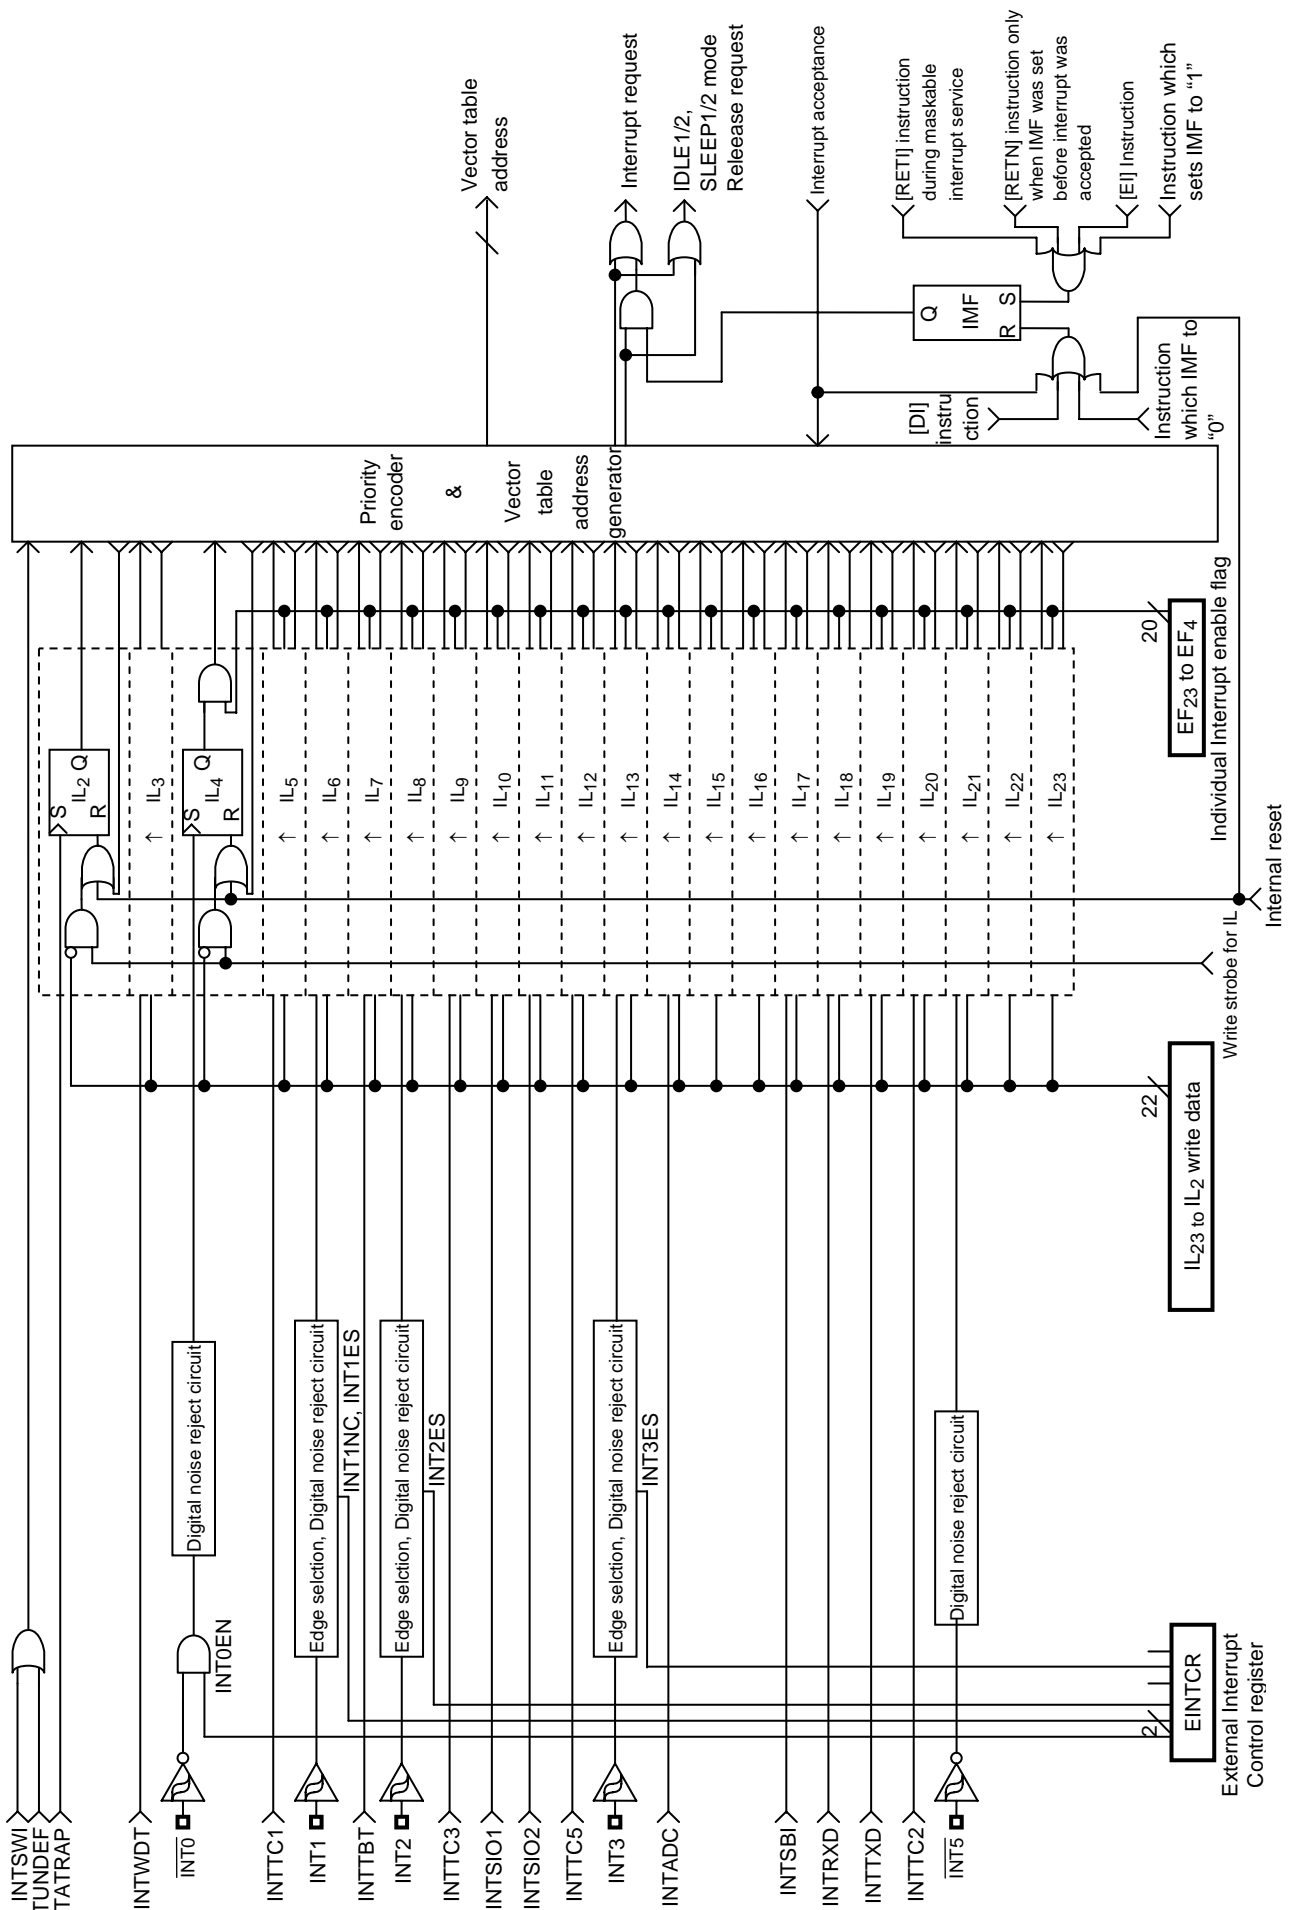 INTSWI
TUNDEF
TATRAP
INTWDT
INT0
INTTC1
INT1
INTTBT
INT2
INTTC3
INTSIO1
INTSIO2
INTTC5
INT3
INTADC
INTSBI
INTRXD
INTTXD
INTTC2
INT5
INT0EN
Digital noise reject circuit
Edge selction, Digital noise reject circuit
INT1NC, INT1ES
Edge selction, Digital noise reject circuit
INT2ES
Edge selction, Digital noise reject circuit
INT3ES
Digital noise reject circuit
2
EINTCR
External Interrupt
Control register
22
IL23 to IL2 write data
Write strobe for IL
Internal reset
S
IL2
Q
R
↑ IL3
S
IL4
Q
R
↑ IL5
↑ IL6
↑ IL7
↑ IL8
↑ IL9
↑ IL10
↑ IL11
↑ IL12
↑ IL13
↑ IL14
↑ IL15
↑ IL16
↑ IL17
↑ IL18
↑ IL19
↑ IL20
↑ IL21
↑ IL22
↑ IL23
20
EF23 to EF4
Individual Interrupt enable flag
Priority
encoder
&
Vector
table
address
generator
Vector table
address
Interrupt request
IDLE1/2,
SLEEP1/2 mode
Releease request
Interrupt acceptance
[RETI] instruction
during maskable
interrupt service
[RETN] instruction only
when IMF was set
before interrupt was
accepted
[EI] Instruction
Instruction which
sets IMF to “1”
Q
IMF
R S
[DI]
instru
ction
Instruction
which IMF to
“0”